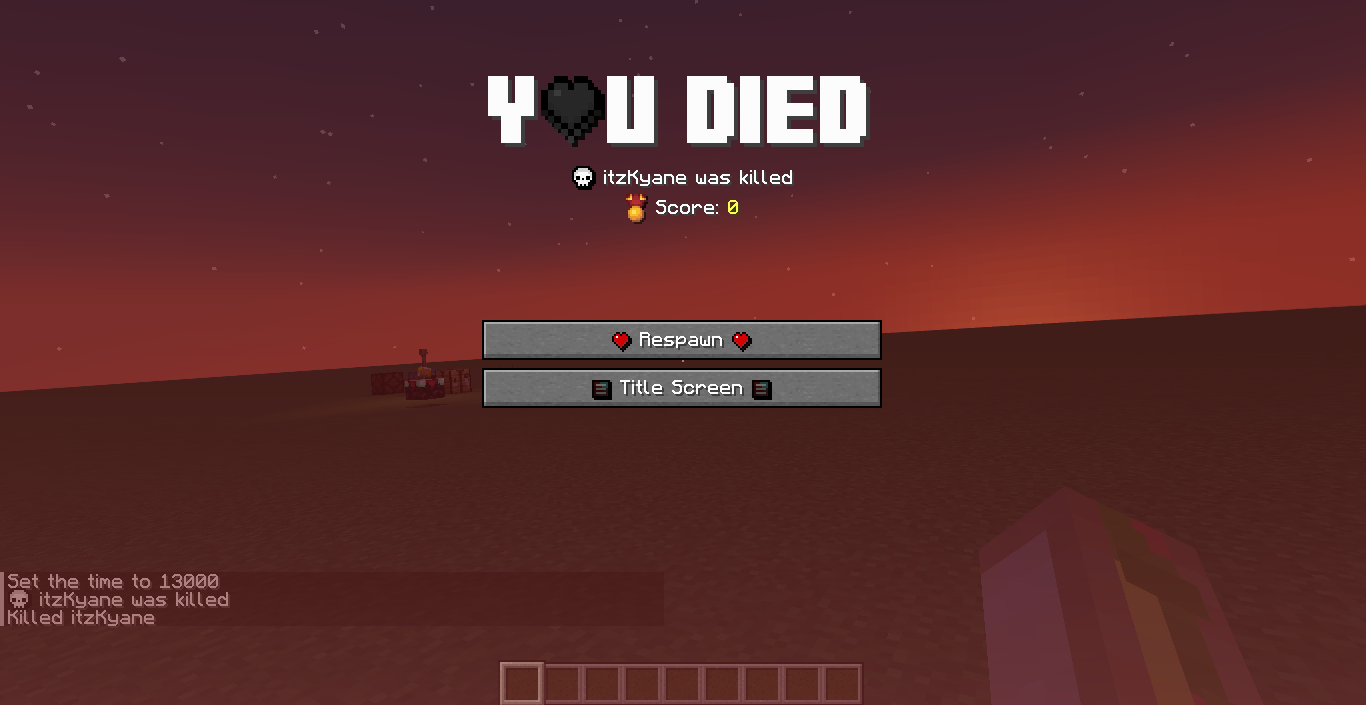 Y🖤U DIED
itzKyane was killed
Score: 0
Respawn
Title Screen
Set the time to 13000
itzKyane was killed
Killed itzKyane